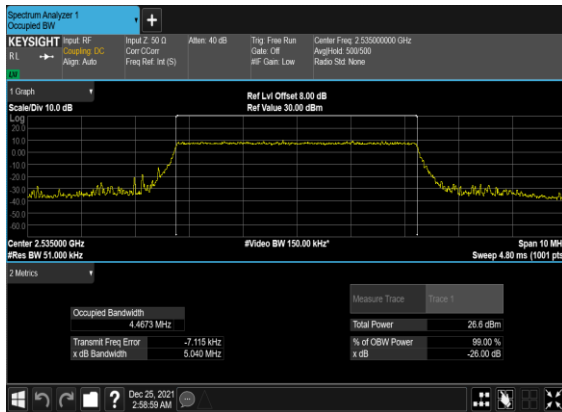 Spectrum Analyzer 1
Occupied BW
KEYSIGHT
RL
Input: RF
Coupling: DC
Align: Auto
Input Z: 50 Ω
Corr CCorr
Freq Ref: Int (S)
Atten: 40 dB
Trig: Free Run
Gate: Off
#IF Gain: Low
Center Freq: 2.535000000 GHz
Avg|Hold: 500/500
Radio Std: None
1 Graph
Scale/Div 10.0 dB
Ref Lvl Offset 8.00 dB
Ref Value 30.00 dBm
Log
20.0
10.0
0.00
-10.0
-20.0
-30.0
-40.0
-50.0
-60.0
Center 2.535000 GHz
#Video BW 150.00 kHz*
Span 10 MH
#Res BW 51.000 kHz
Sweep 4.80 ms (1001 pts
2 Metrics
Measure Trace
Trace 1
Occupied Bandwidth
4.4673 MHz
Total Power
26.6 dBm
Transmit Freq Error
-7.115 kHz
% of OBW Power
99.00 %
x dB Bandwidth
5.040 MHz
x dB
-26.00 dB
?
Dec 25, 2021
2:58:59 AM